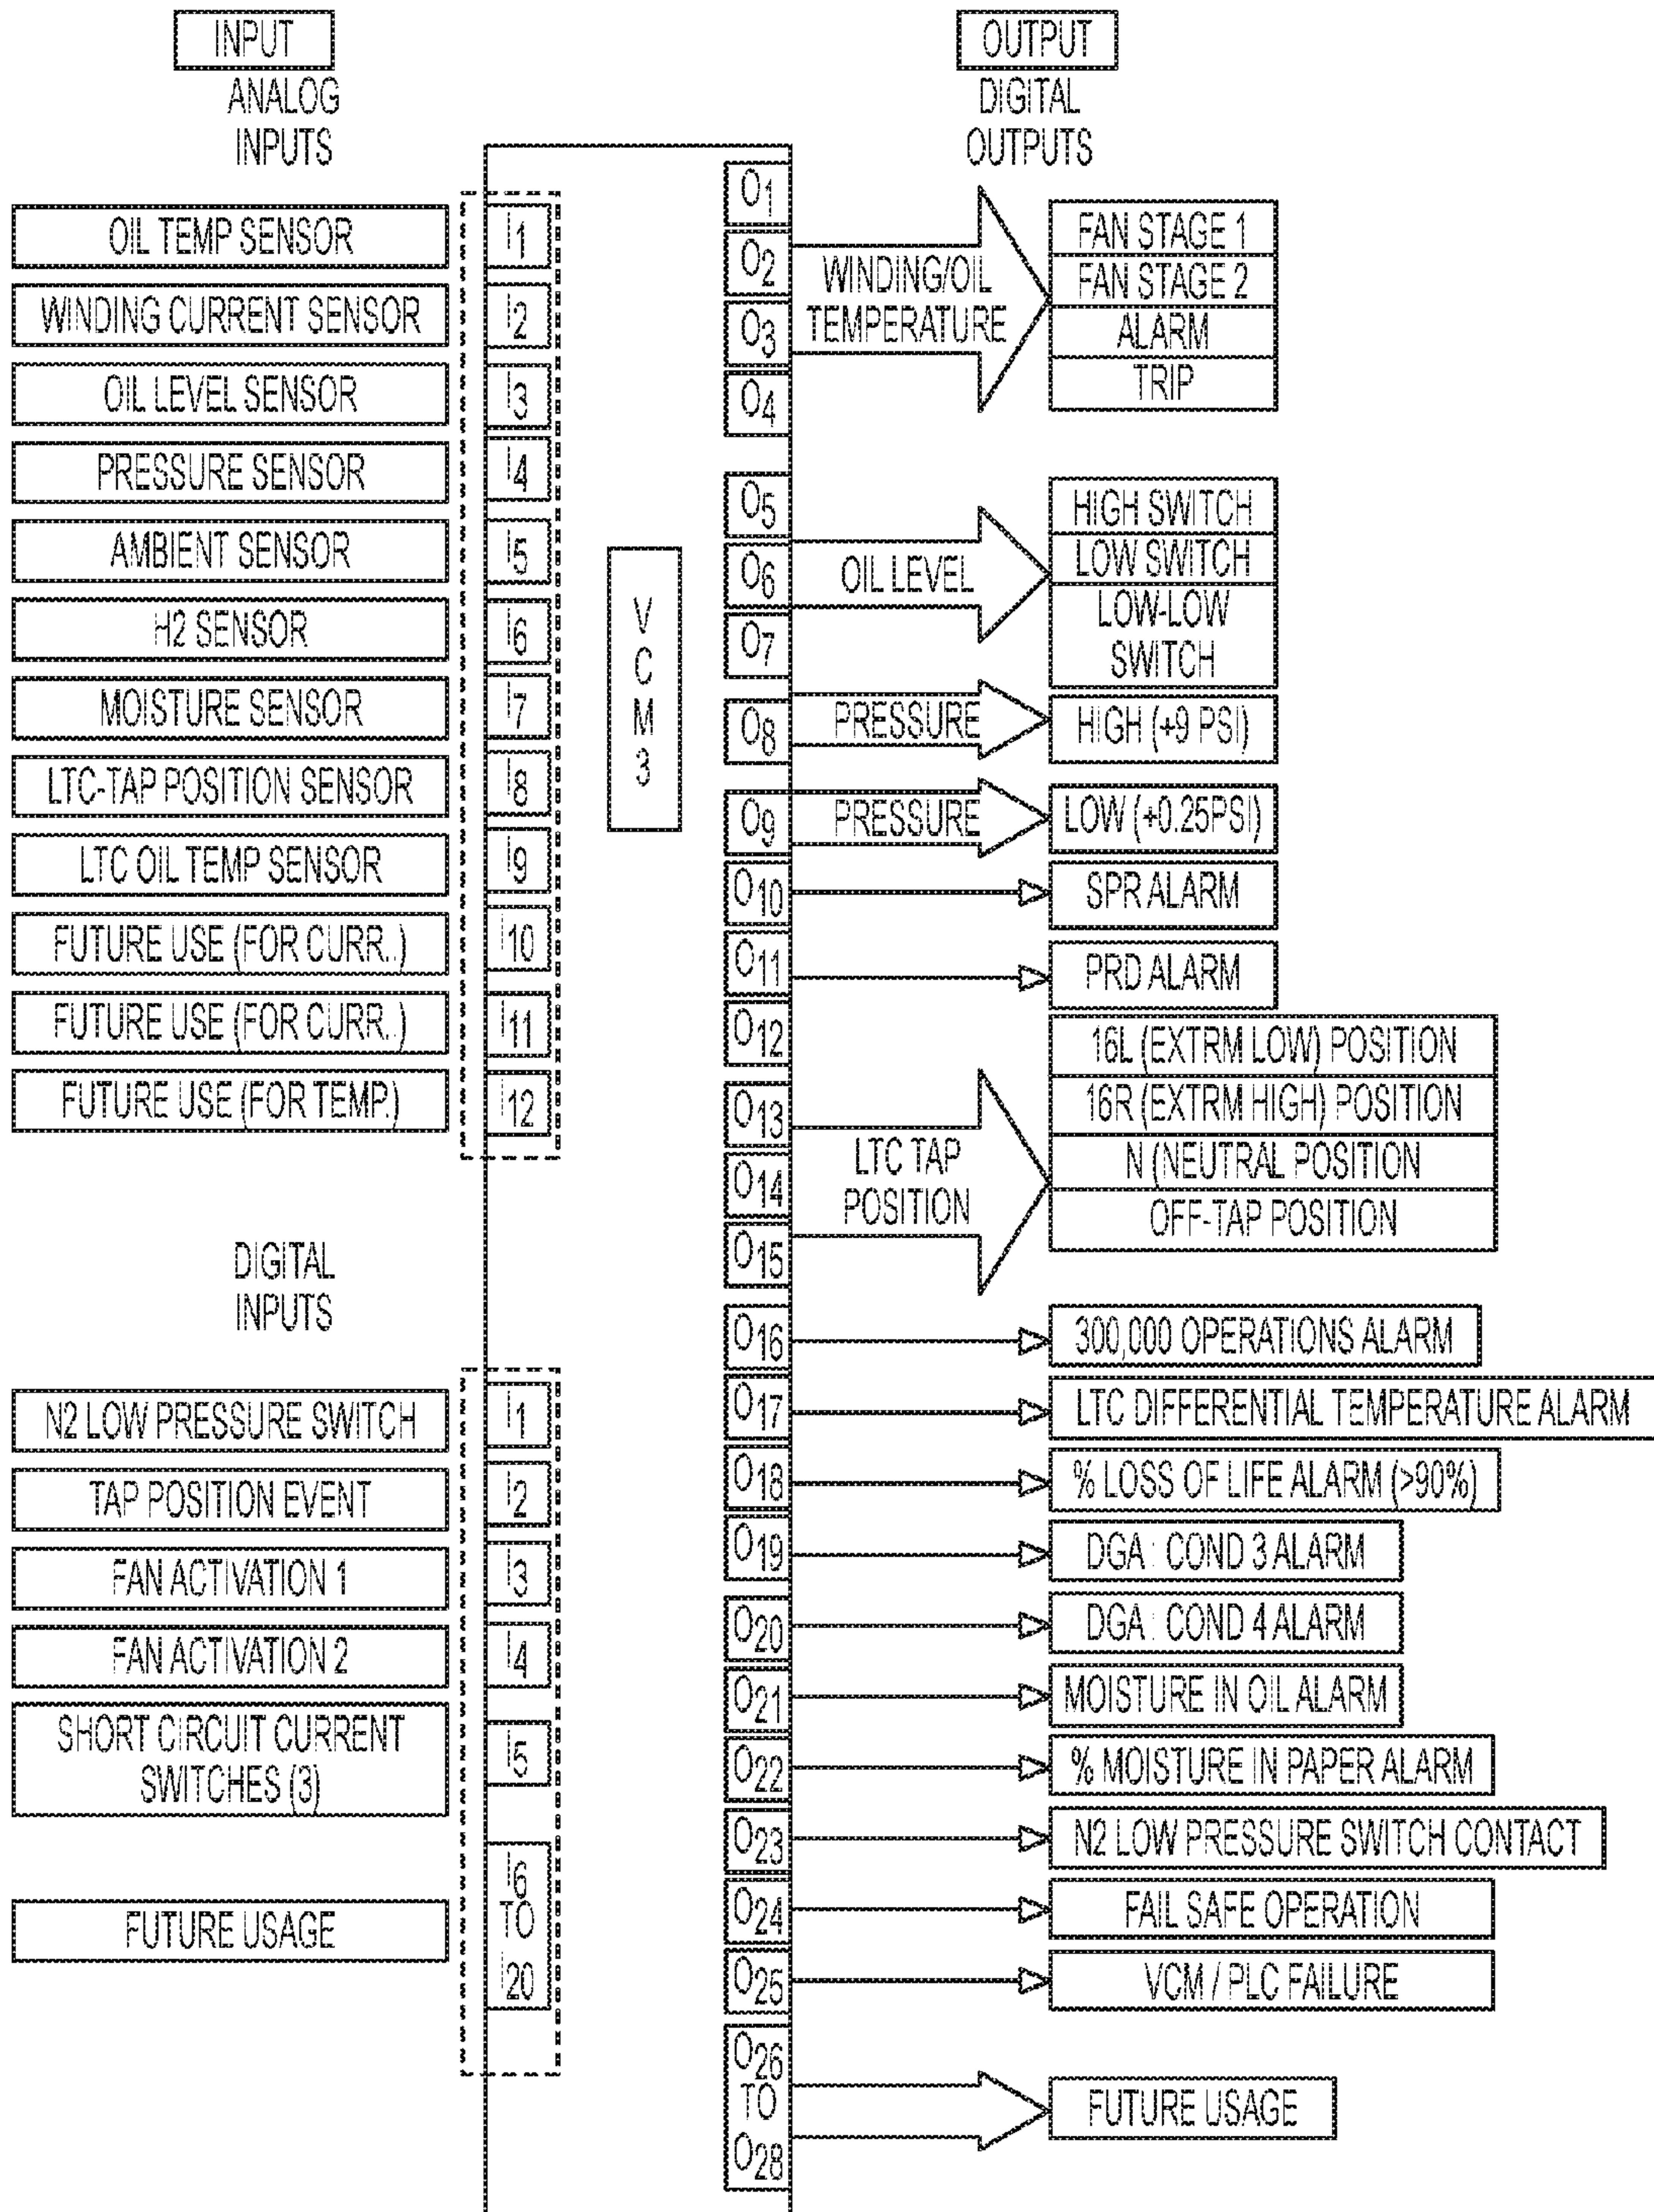 INPUT
ANALOG
INPUTS
OIL TEMP SENSOR
I1
WINDING CURRENT SENSOR
I2
OIL LEVEL SENSOR
I3
PRESSURE SENSOR
I4
AMBIENT SENSOR
I5
H2 SENSOR
I6
MOISTURE SENSOR
I7
LTC-TAP POSITION SENSOR
I8
LTC OIL TEMP SENSOR
I9
FUTURE USE (FOR CURR..)
I10
FUTURE USE (FOR CURR..)
I11
FUTURE USE (FOR TEMP.)
I12
DIGITAL
INPUTS
N2 LOW PRESSURE SWITCH
I1
TAP POSITION EVENT
I2
FAN ACTIVATION 1
I3
FAN ACTIVATION 2
I4
SHORT CIRCUIT CURRENT
SWITCHES (3)
I5
FUTURE USAGE
I6
TO
I20
V
C
M
3
OUTPUT
DIGITAL
OUTPUTS
O1
O2
O3
O4
WINDING/OIL
TEMPERATURE
FAN STAGE 1
FAN STAGE 2
ALARM
TRIP
O5
O6
O7
OIL LEVEL
HIGH SWITCH
LOW SWITCH
LOW-LOW
SWITCH
O8
PRESSURE
HIGH (+9 PSI)
O9
PRESSURE
LOW (+0.25PSI)
O10
SPR ALARM
O11
PRD ALARM
O12
O13
O14
O15
LTC TAP
POSITION
16L (EXTRM LOW) POSITION
16R (EXTRM HIGH) POSITION
N (NEUTRAL POSITION
OFF-TAP POSITION
O16
300,000 OPERATIONS ALARM
O17
LTC DIFFERENTIAL TEMPERATURE ALARM
O18
% LOSS OF LIFE ALARM (>90%)
O19
DGA : COND 3 ALARM
O20
DGA : COND 4 ALARM
O21
MOISTURE IN OIL ALARM
O22
% MOISTURE IN PAPER ALARM
O23
N2 LOW PRESSURE SWITCH CONTACT
O24
FAIL SAFE OPERATION
O25
VCM / PLC FAILURE
O26
TO
O28
FUTURE USAGE